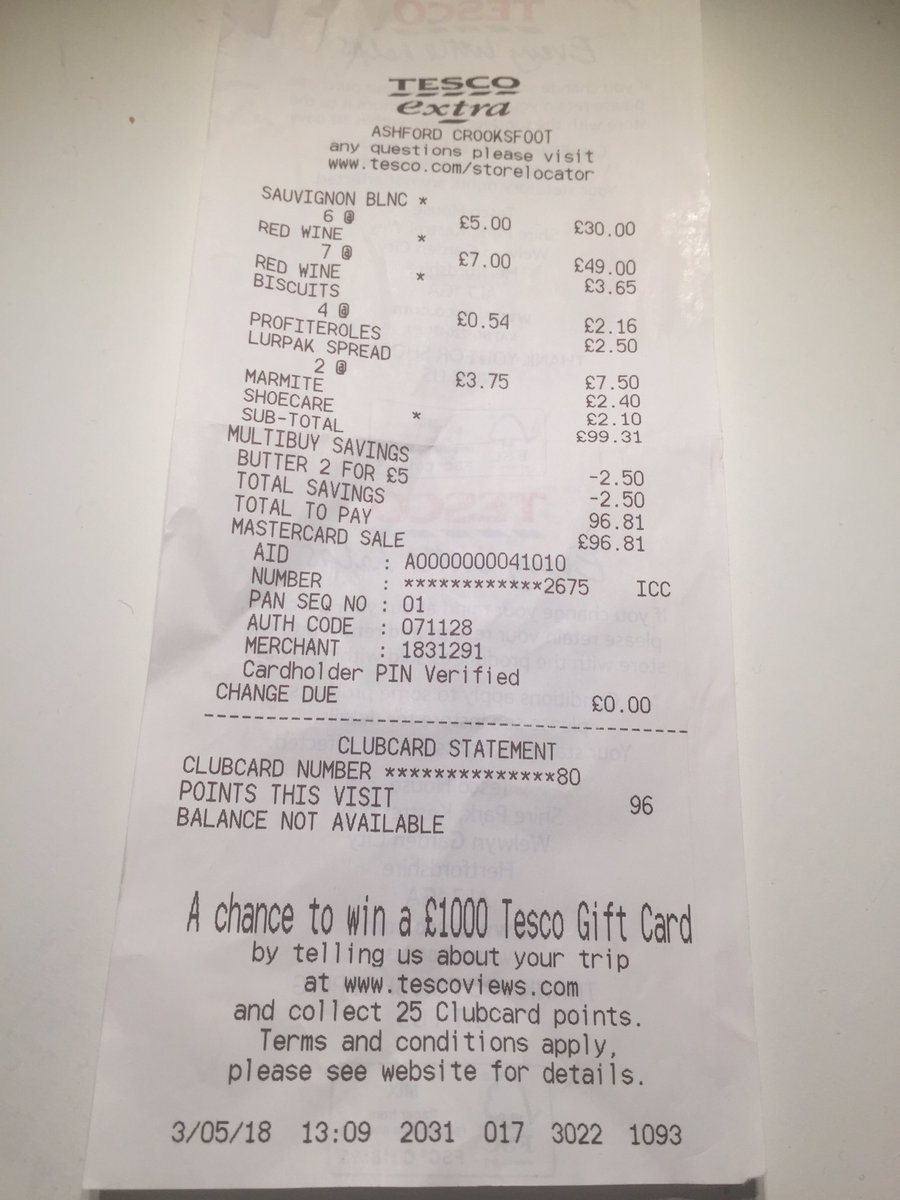 TESCO
extra
ASHFORD CROOKSFOOT
any questions please visit
www.tesco.com/storelocator
SAUVIGNON BLNC *
6 @ £5.00 £30.00
RED WINE *
7 @ £7.00 £49.00
RED WINE * £3.65
BISCUITS
4 @ £0.54 £2.16
PROFITEROLES £2.50
LURPAK SPREAD
2 @ £3.75 £7.50
MARMITE £2.40
SHOECARE * £2.10
SUB-TOTAL £99.31
MULTIBUY SAVINGS
BUTTER 2 FOR £5 -2.50
TOTAL SAVINGS -2.50
TOTAL TO PAY 96.81
MASTERCARD SALE £96.81
AID : A0000000041010
NUMBER : ************2675 ICC
PAN SEQ NO : 01
AUTH CODE : 071128
MERCHANT : 1831291
Cardholder PIN Verified
CHANGE DUE £0.00
CLUBCARD STATEMENT
CLUBCARD NUMBER **************80
POINTS THIS VISIT 96
BALANCE NOT AVAILABLE
A chance to win a £1000 Tesco Gift Card
by telling us about your trip
at www.tescoviews.com
and collect 25 Clubcard points.
Terms and conditions apply,
please see website for details.
3/05/18 13:09 2031 017 3022 1093